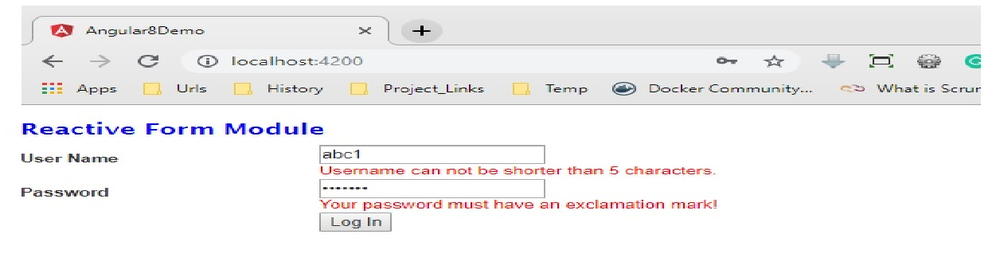 Angular8Demo
localhost:4200
Apps Urls History Project_Links Temp Docker Community... What is Scrur
Reactive Form Module
User Name abc1
Username can not be shorter than 5 characters.
Password •••••••
Your password must have an exclamation mark!
Log In